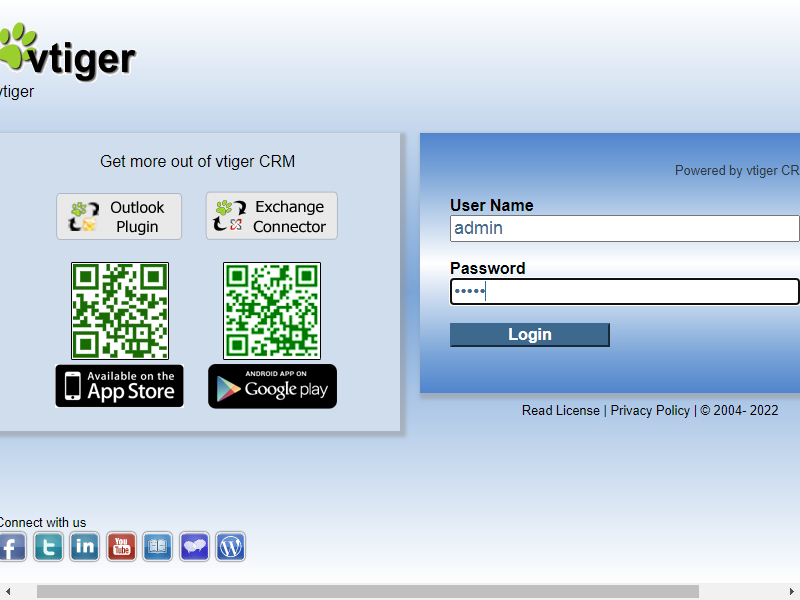 vtiger
vtiger
Get more out of vtiger CRM
Outlook
Plugin
Exchange
Connector
Available on the
App Store
ANDROID APP ON
Google play
Powered by vtiger CR
User Name
admin
Password
•••••
Login
Read License | Privacy Policy | © 2004- 2022
Connect with us
f
t
in
You
Tube
W